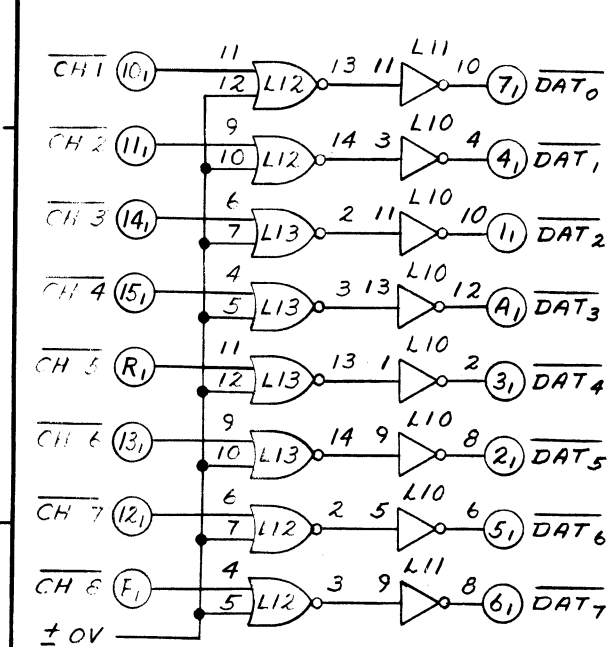 L11
CH1 10₁ 11 12 L12 13 11 10 7₁ DAT₀
L10
CH 2 11₁ 9 10 L12 14 3 4 4₁ DAT₁
L10
CH 3 14₁ 6 7 L13 2 11 10 1₁ DAT₂
L10
CH 4 15₁ 4 5 L13 3 13 12 A₁ DAT₃
L10
CH 5 R₁ 11 12 L13 13 1 2 3₁ DAT₄
L10
CH 6 13₁ 9 10 L13 14 9 8 2₁ DAT₅
L10
CH 7 12₁ 6 7 L12 2 5 6 5₁ DAT₆
L11
CH 8 4 5 L12 3 9 8 6₁ DAT₇
± 0V